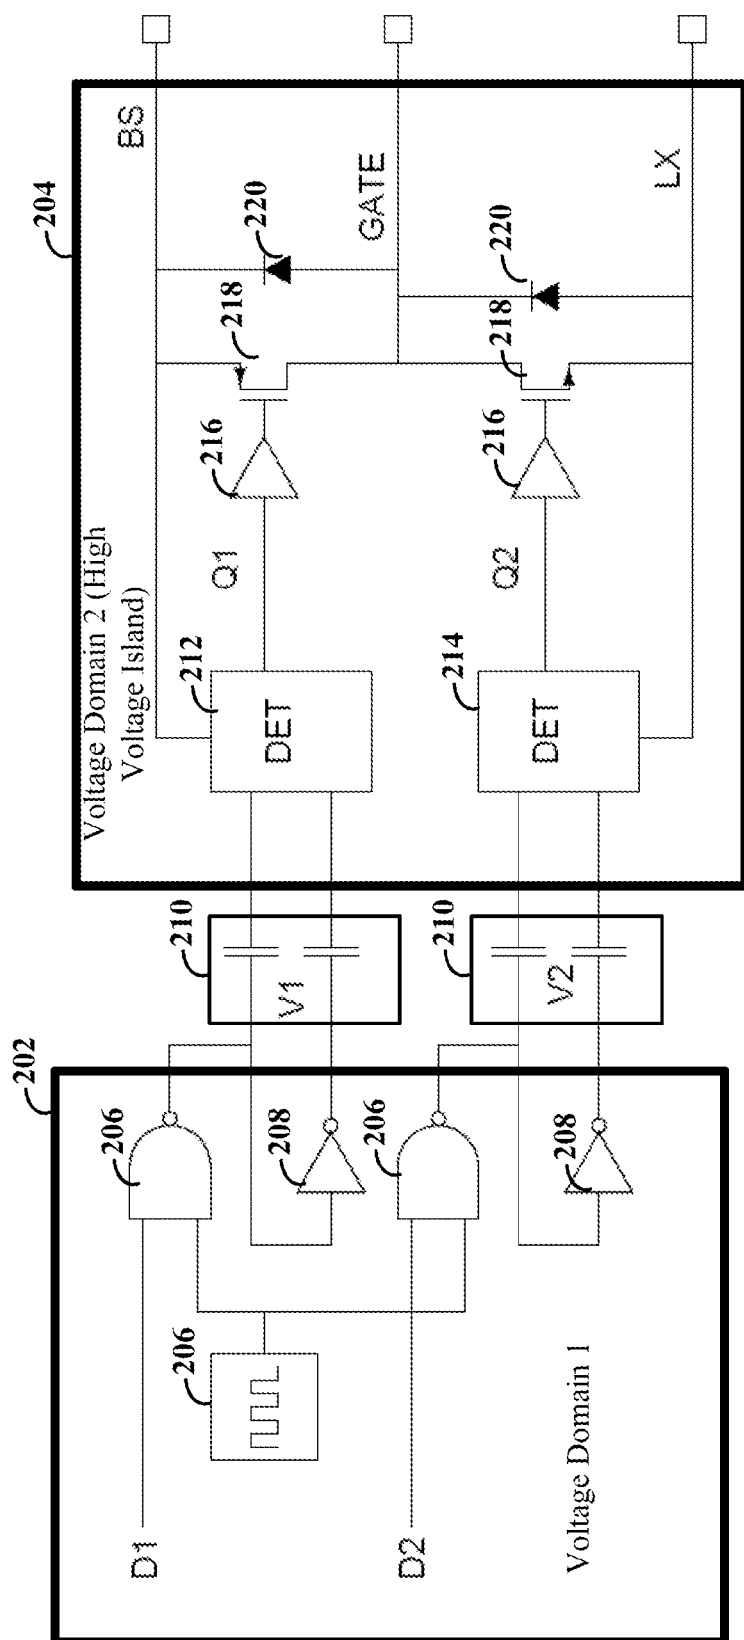 202
204
D1
D2
206
206
206
208
208
Voltage Domain 1
210
V1
210
V2
Voltage Domain 2 (High
Voltage Island)
212
DET
214
DET
Q1
Q2
216
216
218
218
220
220
BS
GATE
LX